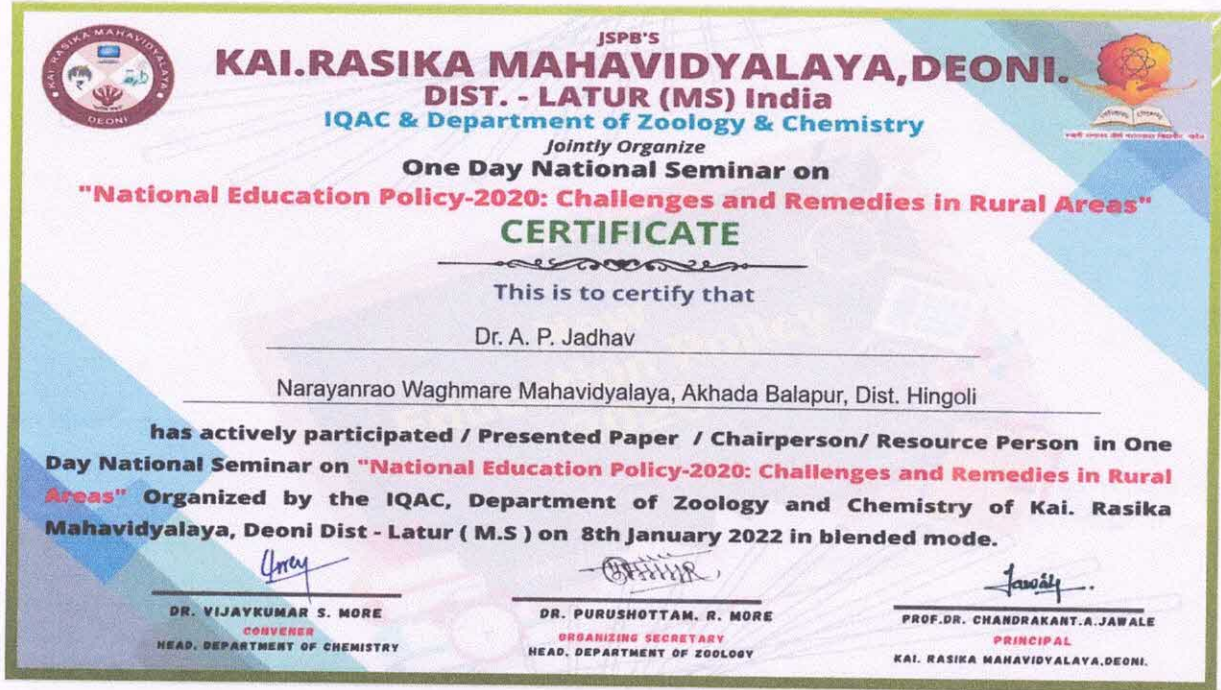 JSPB'S
KAI.RASIKA MAHAVIDYALAYA,DEONI.
DIST. - LATUR (MS) India
IQAC & Department of Zoology & Chemistry
Jointly Organize
One Day National Seminar on
"National Education Policy-2020: Challenges and Remedies in Rural Areas"
CERTIFICATE
This is to certify that
Dr. A. P. Jadhav
Narayanrao Waghmare Mahavidyalaya, Akhada Balapur, Dist. Hingoli
has actively participated / Presented Paper / Chairperson/ Resource Person in One
Day National Seminar on "National Education Policy-2020: Challenges and Remedies in Rural
Areas" Organized by the IQAC, Department of Zoology and Chemistry of Kai. Rasika
Mahavidyalaya, Deoni Dist - Latur ( M.S ) on 8th January 2022 in blended mode.
DR. VIJAYKUMAR S. MORE
CONVENER
HEAD, DEPARTMENT OF CHEMISTRY
DR. PURUSHOTTAM. R. MORE
ORGANIZING SECRETARY
HEAD, DEPARTMENT OF ZOOLOGY
PROF.DR. CHANDRAKANT.A.JAWALE
PRINCIPAL
KAI. RASIKA MAHAVIDYALAYA,DEONI.
KAI RASIKA MAHAVIDYALAYA
DEONI